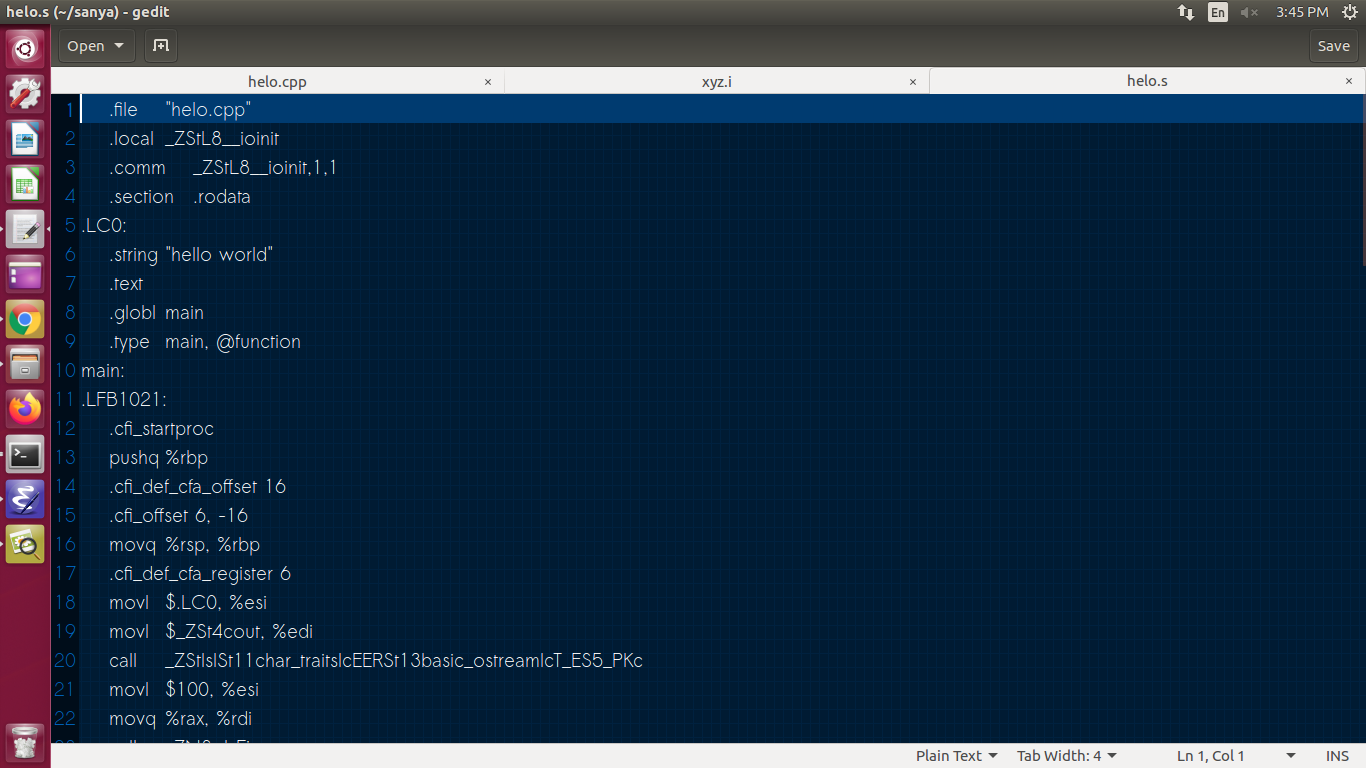 helo.s (~/sanya) - gedit
En
3:45 PM
Open
Save
helo.cpp × xyz.i × helo.s ×
1 .file "helo.cpp"
2 .local _ZStL8__ioinit
3 .comm _ZStL8__ioinit,1,1
4 .section .rodata
5 .LC0:
6 .string "hello world"
7 .text
8 .globl main
9 .type main, @function
10 main:
11 .LFB1021:
12 .cfi_startproc
13 pushq %rbp
14 .cfi_def_cfa_offset 16
15 .cfi_offset 6, -16
16 movq %rsp, %rbp
17 .cfi_def_cfa_register 6
18 movl $.LC0, %esi
19 movl $_ZSt4cout, %edi
20 call _ZStlsISt11char_traitsIcEERSt13basic_ostreamIcT_ES5_PKc
21 movl $100, %esi
22 movq %rax, %rdi
Plain Text Tab Width: 4 Ln 1, Col 1 INS